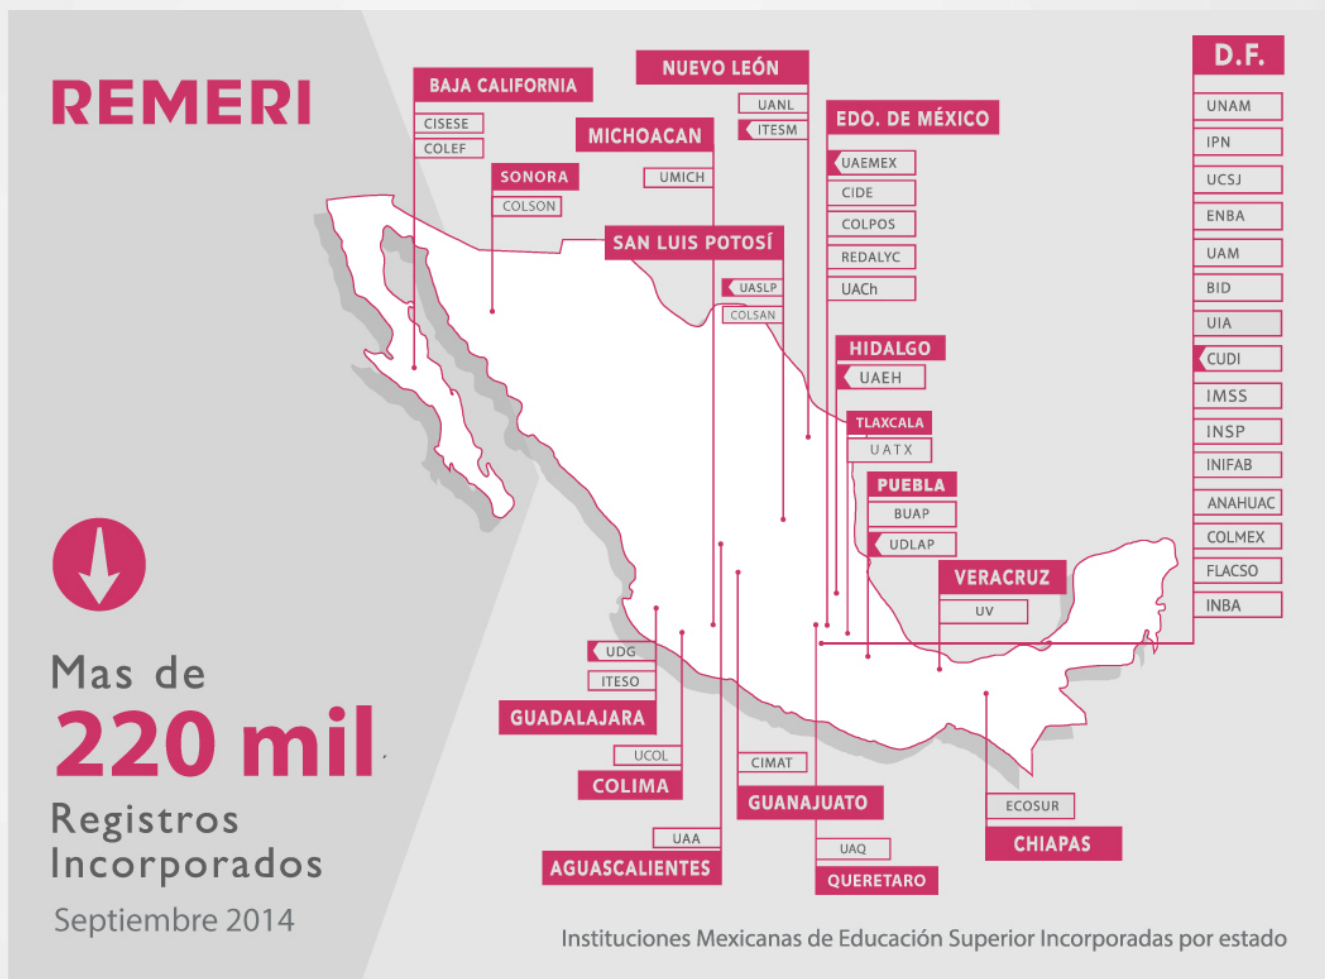 REMERI
BAJA CALIFORNIA
CISESE
COLEF
SONORA
COLSON
MICHOACAN
UMICH
NUEVO LEÓN
UANL
ITESM
SAN LUIS POTOSÍ
UASLP
COLSAN
EDO. DE MÉXICO
UAEMEX
CIDE
COLPOS
REDALYC
UACh
HIDALGO
UAEH
TLAXCALA
UATX
PUEBLA
BUAP
UDLAP
VERACRUZ
UV
D.F.
UNAM
IPN
UCSJ
ENBA
UAM
BID
UIA
CUDI
IMSS
INSP
INIFAB
ANAHUAC
COLMEX
FLACSO
INBA
UDG
ITESO
GUADALAJARA
UCOL
COLIMA
UAA
AGUASCALIENTES
CIMAT
GUANAJUATO
UAQ
QUERETARO
ECOSUR
CHIAPAS
Mas de
220 mil
Registros
Incorporados
Septiembre 2014
Instituciones Mexicanas de Educación Superior Incorporadas por estado